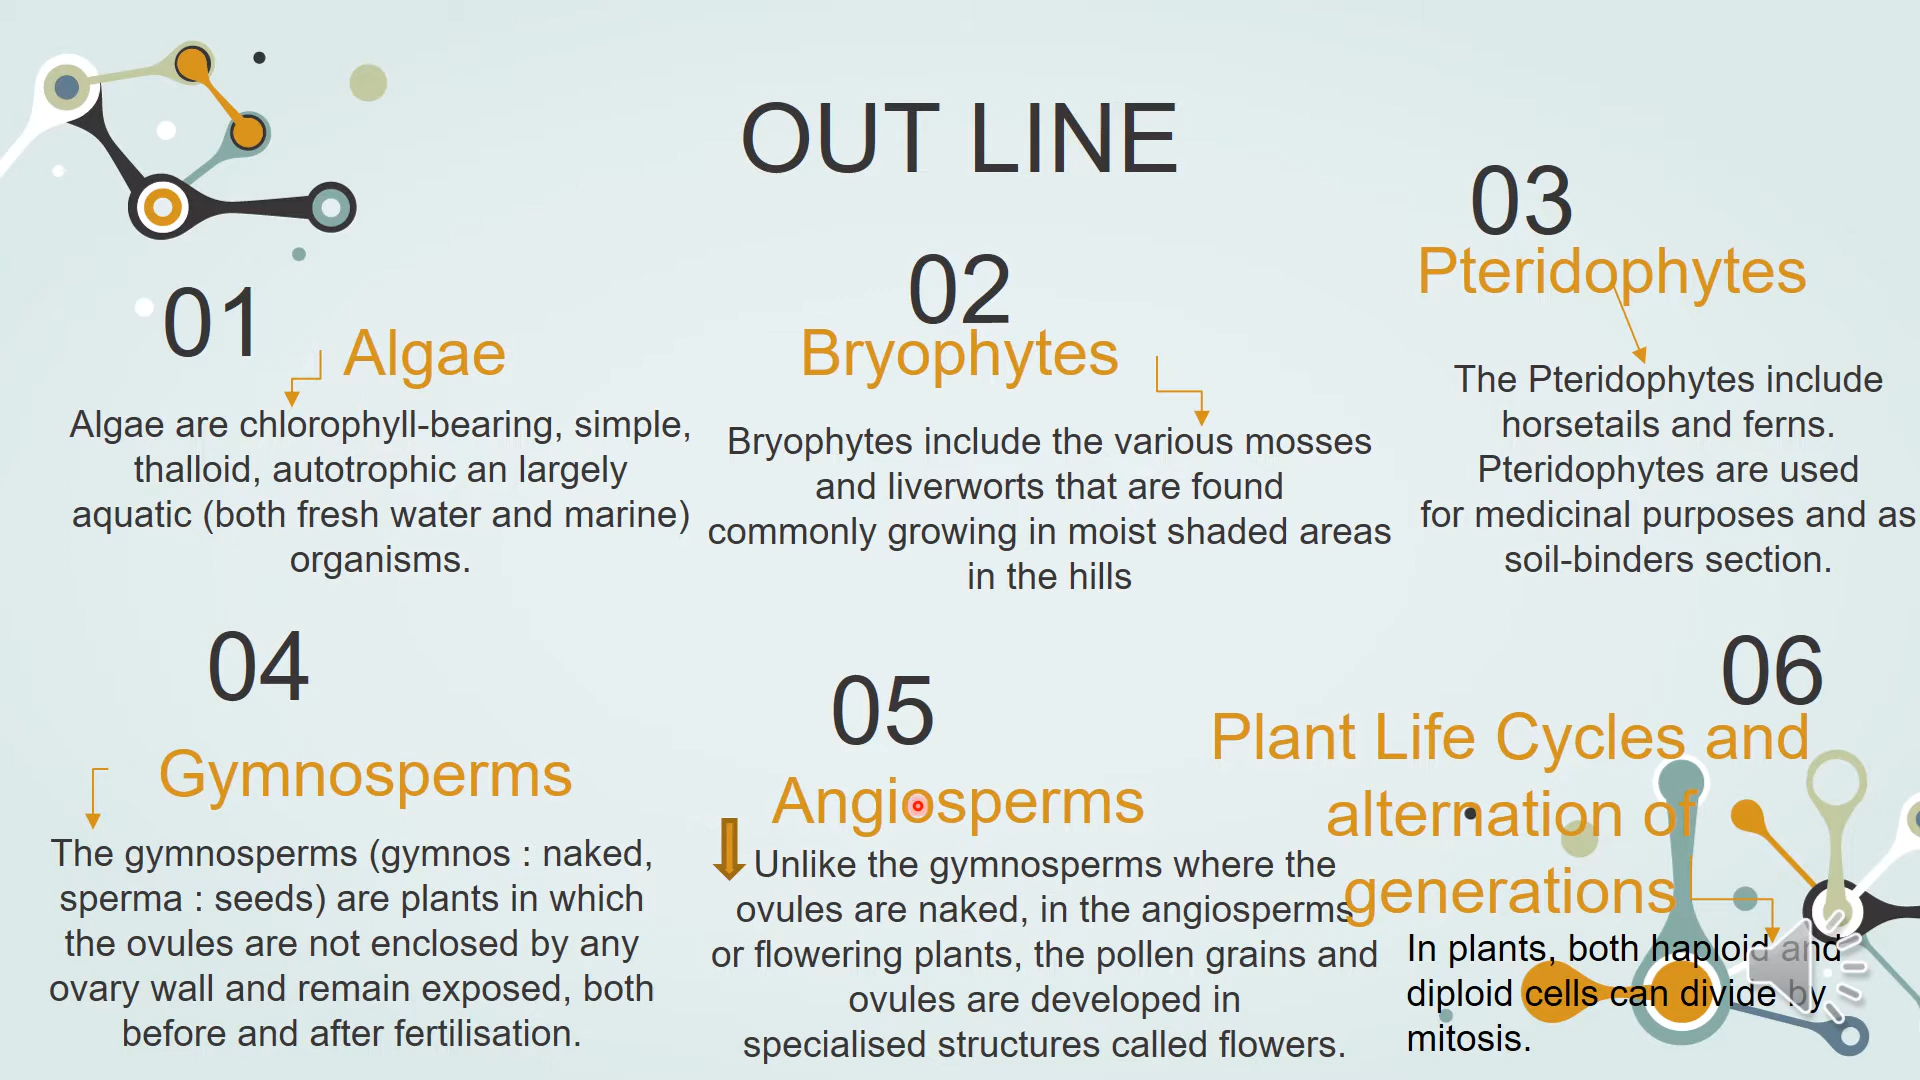 OUT LINE
01
Algae
Algae are chlorophyll-bearing, simple,
thalloid, autotrophic an largely
aquatic (both fresh water and marine)
organisms.
02
Bryophytes
Bryophytes include the various mosses
and liverworts that are found
commonly growing in moist shaded areas
in the hills
03
Pteridophytes
The Pteridophytes include
horsetails and ferns.
Pteridophytes are used
for medicinal purposes and as
soil-binders section.
04
Gymnosperms
The gymnosperms (gymnos : naked,
sperma : seeds) are plants in which
the ovules are not enclosed by any
ovary wall and remain exposed, both
before and after fertilisation.
05
Angiosperms
Unlike the gymnosperms where the
ovules are naked, in the angiosperms
or flowering plants, the pollen grains and
ovules are developed in
specialised structures called flowers.
06
Plant Life Cycles and
alternation of
generations
In plants, both haploid and
diploid cells can divide by
mitosis.